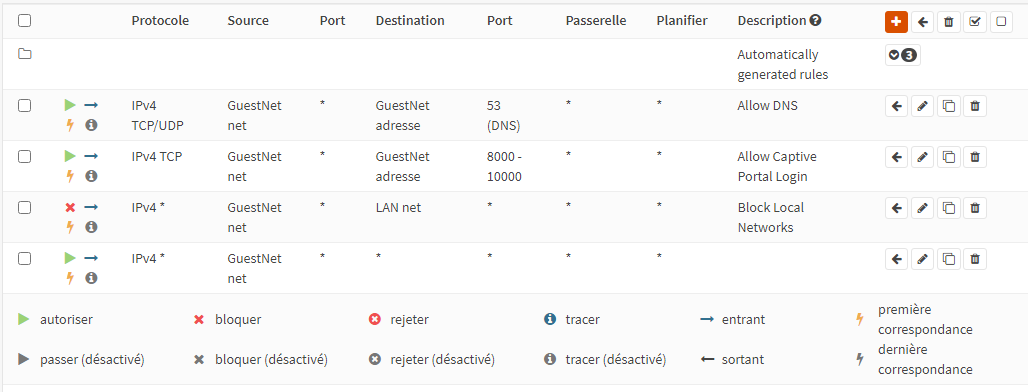 Protocole Source Port Destination Port Passerelle Planifier Description
Automatically
generated rules
3
IPv4
TCP/UDP
GuestNet
net
*
GuestNet
adresse
53
(DNS)
*
*
Allow DNS
IPv4 TCP
GuestNet
net
*
GuestNet
adresse
8000 -
10000
*
*
Allow Captive
Portal Login
IPv4 *
GuestNet
net
*
LAN net
*
*
*
Block Local
Networks
IPv4 *
GuestNet
net
*
*
*
*
*
autoriser
bloquer
rejeter
tracer
entrant
première
correspondance
passer (désactivé)
bloquer (désactivé)
rejeter (désactivé)
tracer (désactivé)
sortant
dernière
correspondance